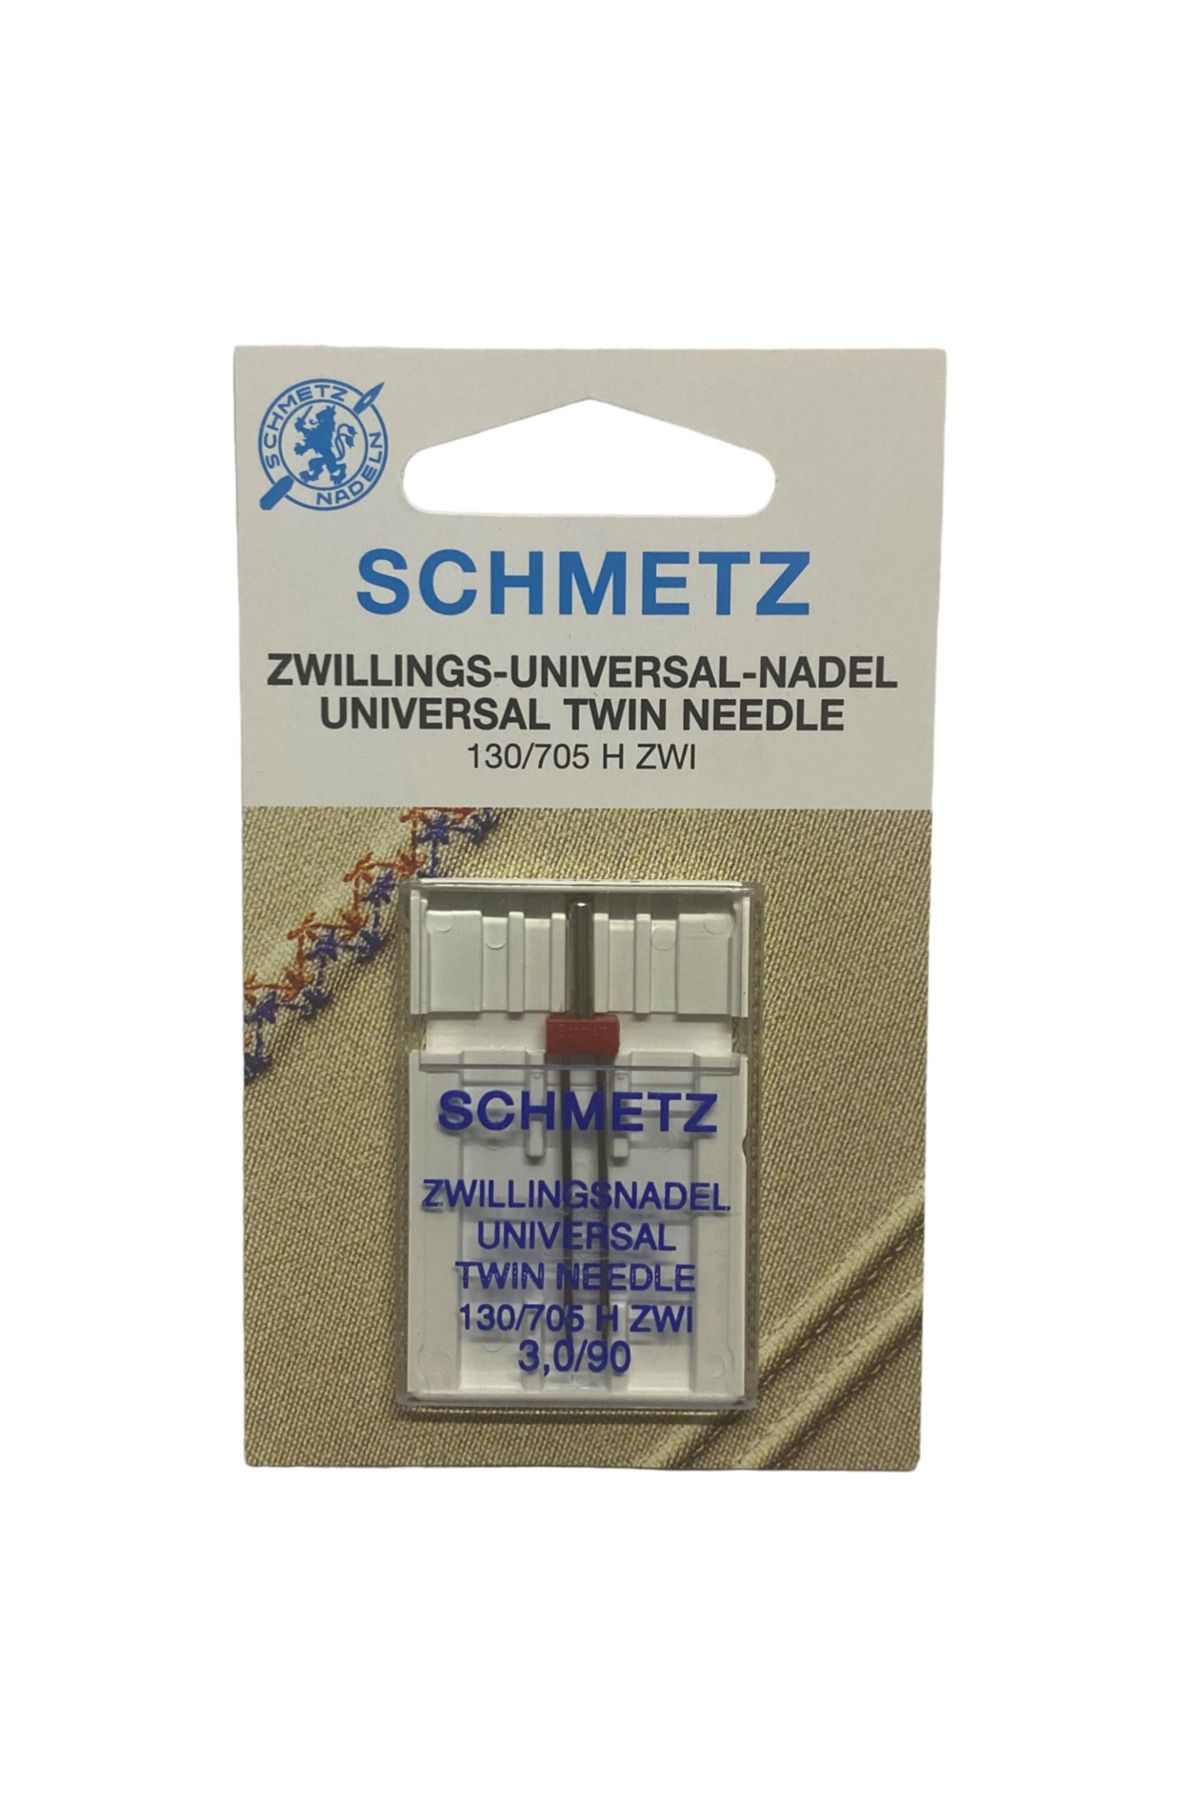 SCHMETZ
NADELN
SCHMETZ
ZWILLINGS-UNIVERSAL-NADEL
UNIVERSAL TWIN NEEDLE
130/705 H ZWI
SCHMETZ
ZWILLINGSNADEL
UNIVERSAL
TWIN NEEDLE
130/705 H ZWI
3,0/90